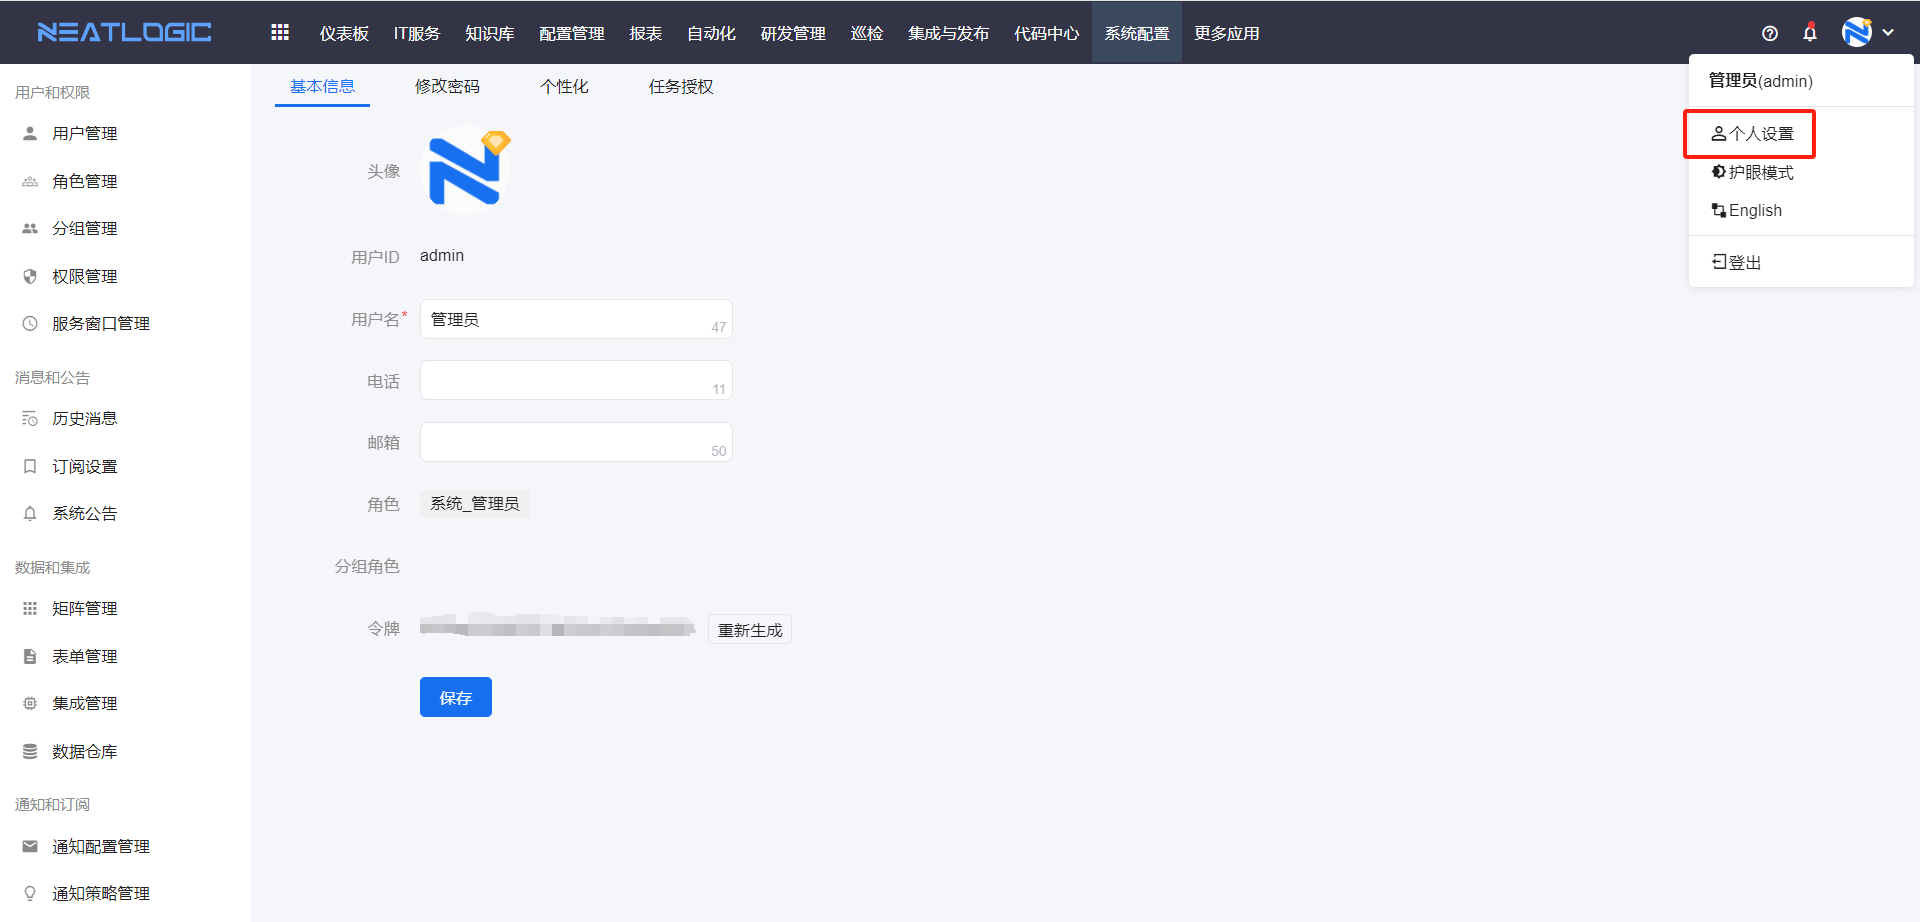 NEATLOGIC
仪表板 IT服务 知识库 配置管理 报表 自动化 研发管理 巡检 集成与发布 代码中心 系统配置 更多应用
管理员(admin)
个人设置
护眼模式
English
登出
用户和权限
用户管理
角色管理
分组管理
权限管理
服务窗口管理
消息和公告
历史消息
订阅设置
系统公告
数据和集成
矩阵管理
表单管理
集成管理
数据仓库
通知和订阅
通知配置管理
通知策略管理
基本信息 修改密码 个性化 任务授权
头像
用户ID admin
用户名* 管理员 47
电话 11
邮箱 50
角色 系统_管理员
分组角色
令牌 重新生成
保存